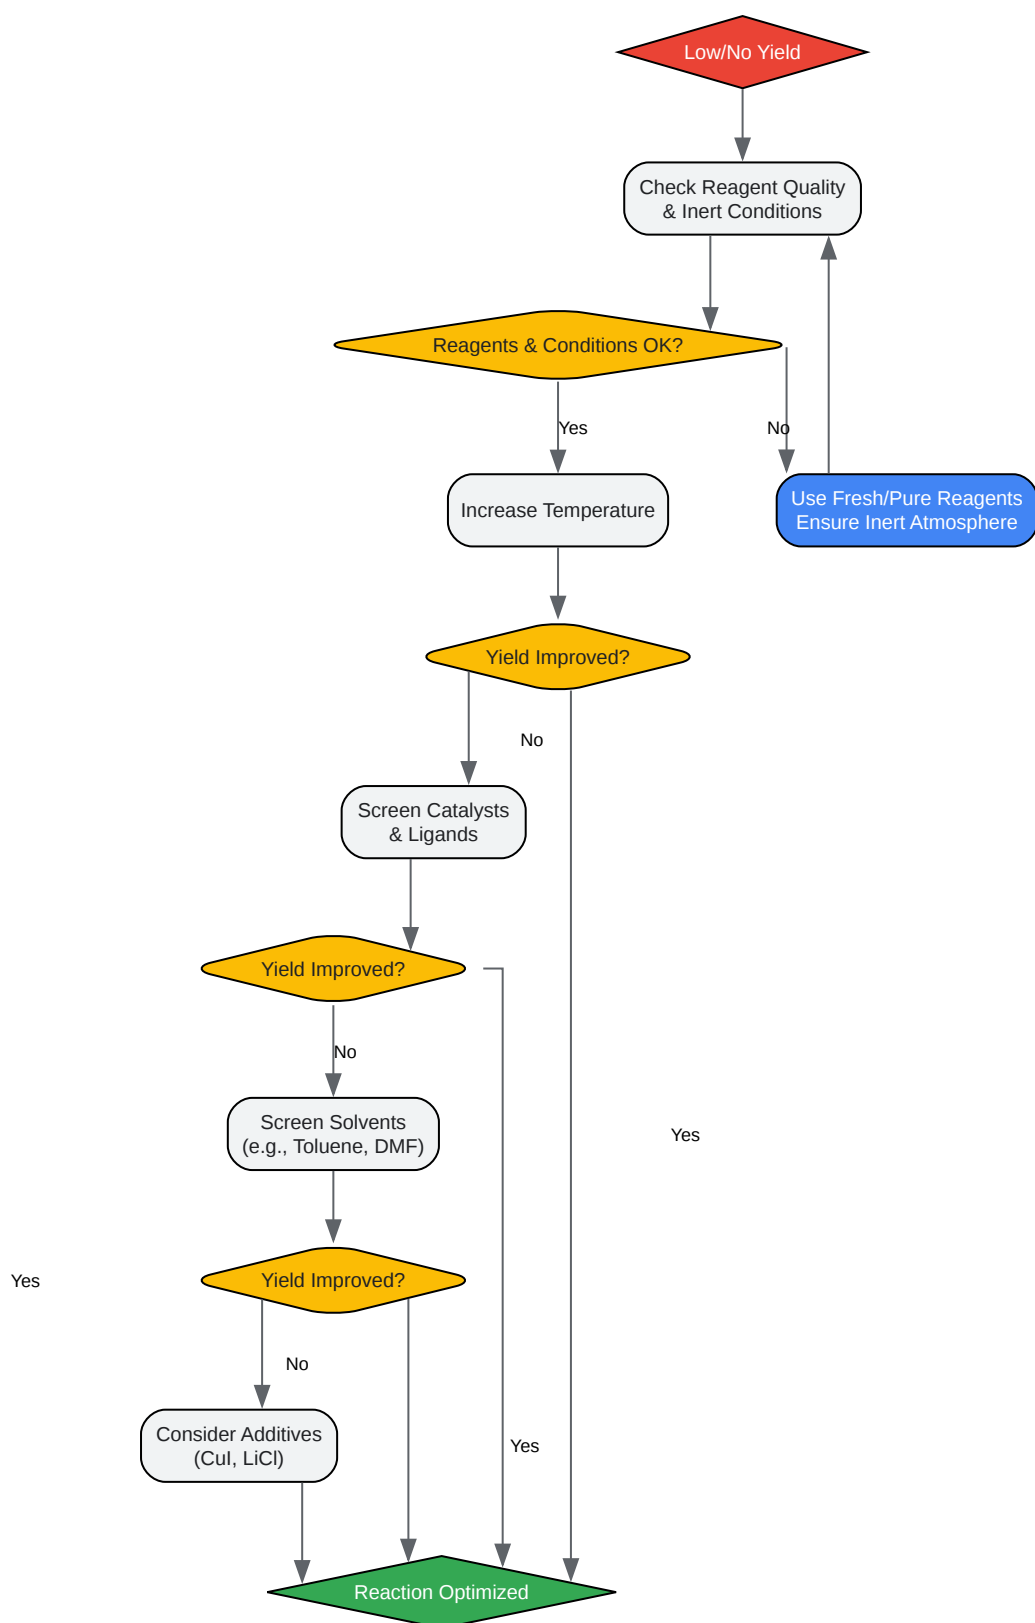 Low/No Yield
Check Reagent Quality
& Inert Conditions
Reagents & Conditions OK?
Yes
No
Increase Temperature
Use Fresh/Pure Reagents
Ensure Inert Atmosphere
Yield Improved?
No
Screen Catalysts
& Ligands
Yield Improved?
No
Screen Solvents
(e.g., Toluene, DMF)
Yes
Yield Improved?
Yes
No
Consider Additives
(CuI, LiCl)
Yes
Reaction Optimized